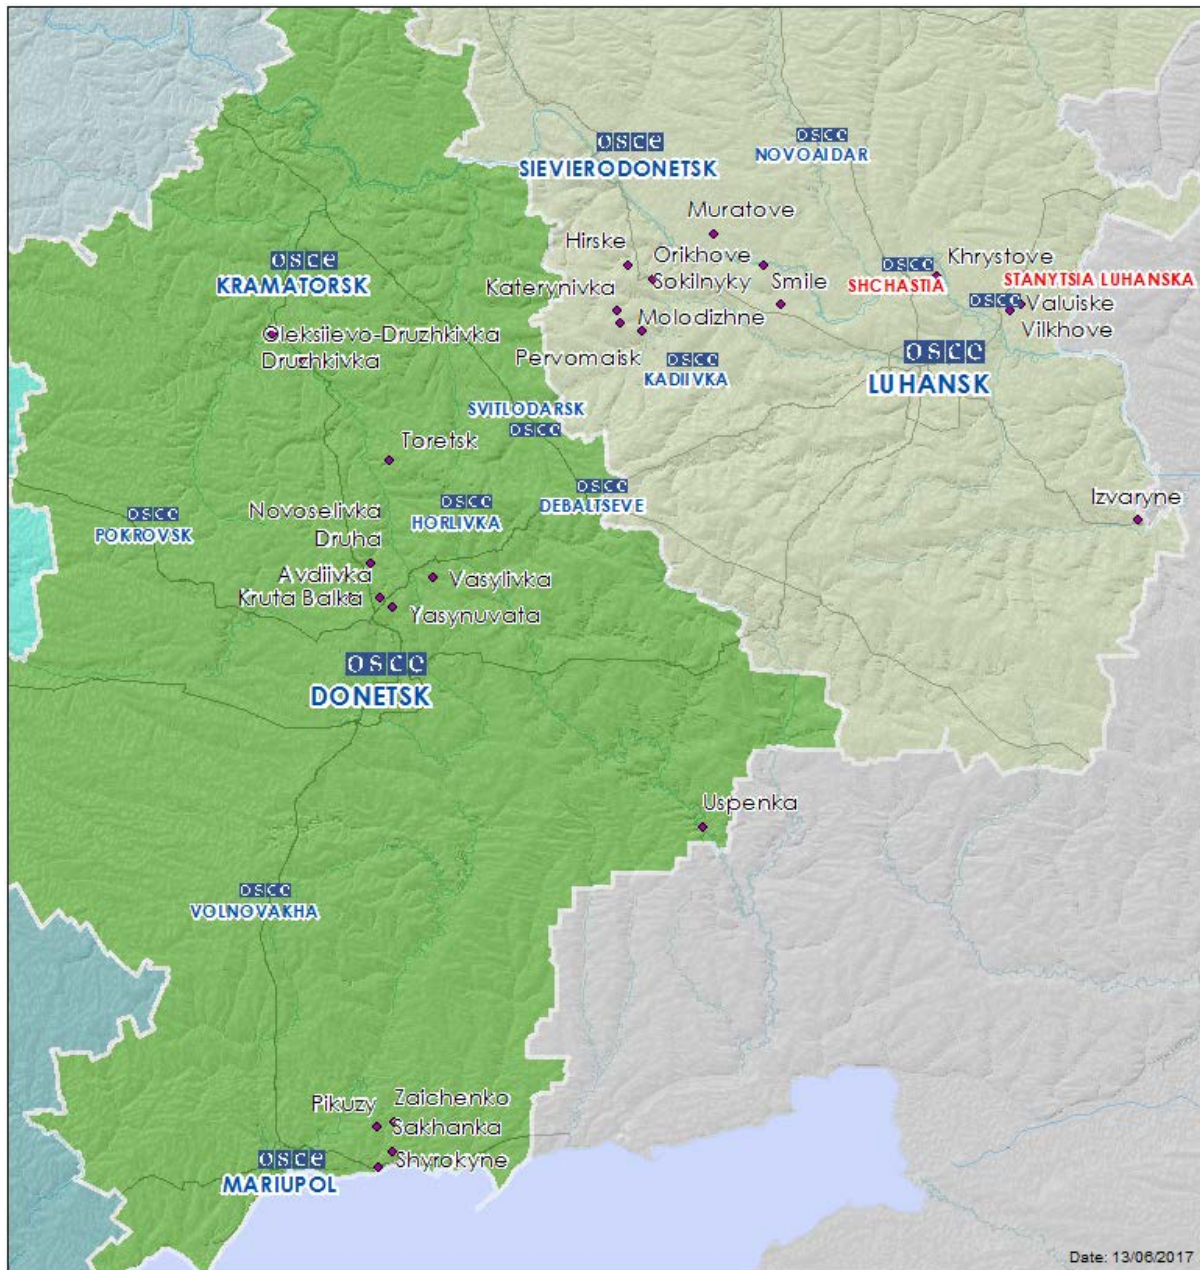 OSCE
SIEVIERODONETSK
OSCE
NOVOAIDAR
Muratove
Hirske
Orikhove
Khrystove
OSCE
KRAMATORSK
Sokilnyky
Smile
OSCE
SHCHASTIA
STANYTSIA LUHANSKA
Katerynivka
OSCE
Valuiske
Molodizhne
Vilkhove
Oleksiievo-Druzhkivka
Druzhkivka
Pervomaisk
OSCE
KADIIVKA
OSCE
LUHANSK
SVITLODARSK
OSCE
Toretsk
OSCE
DEBALTSEVE
Izvaryne
OSCE
POKROVSK
Novoselivka
Druha
OSCE
HORLIVKA
Avdiivka
Vasylivka
Kruta Balka
Yasynuvata
OSCE
DONETSK
Uspenka
OSCE
VOLNOVAKHA
Pikuzy
Zaichenko
Sakhanka
Shyrokyne
OSCE
MARIUPOL
Date: 13/06/2017